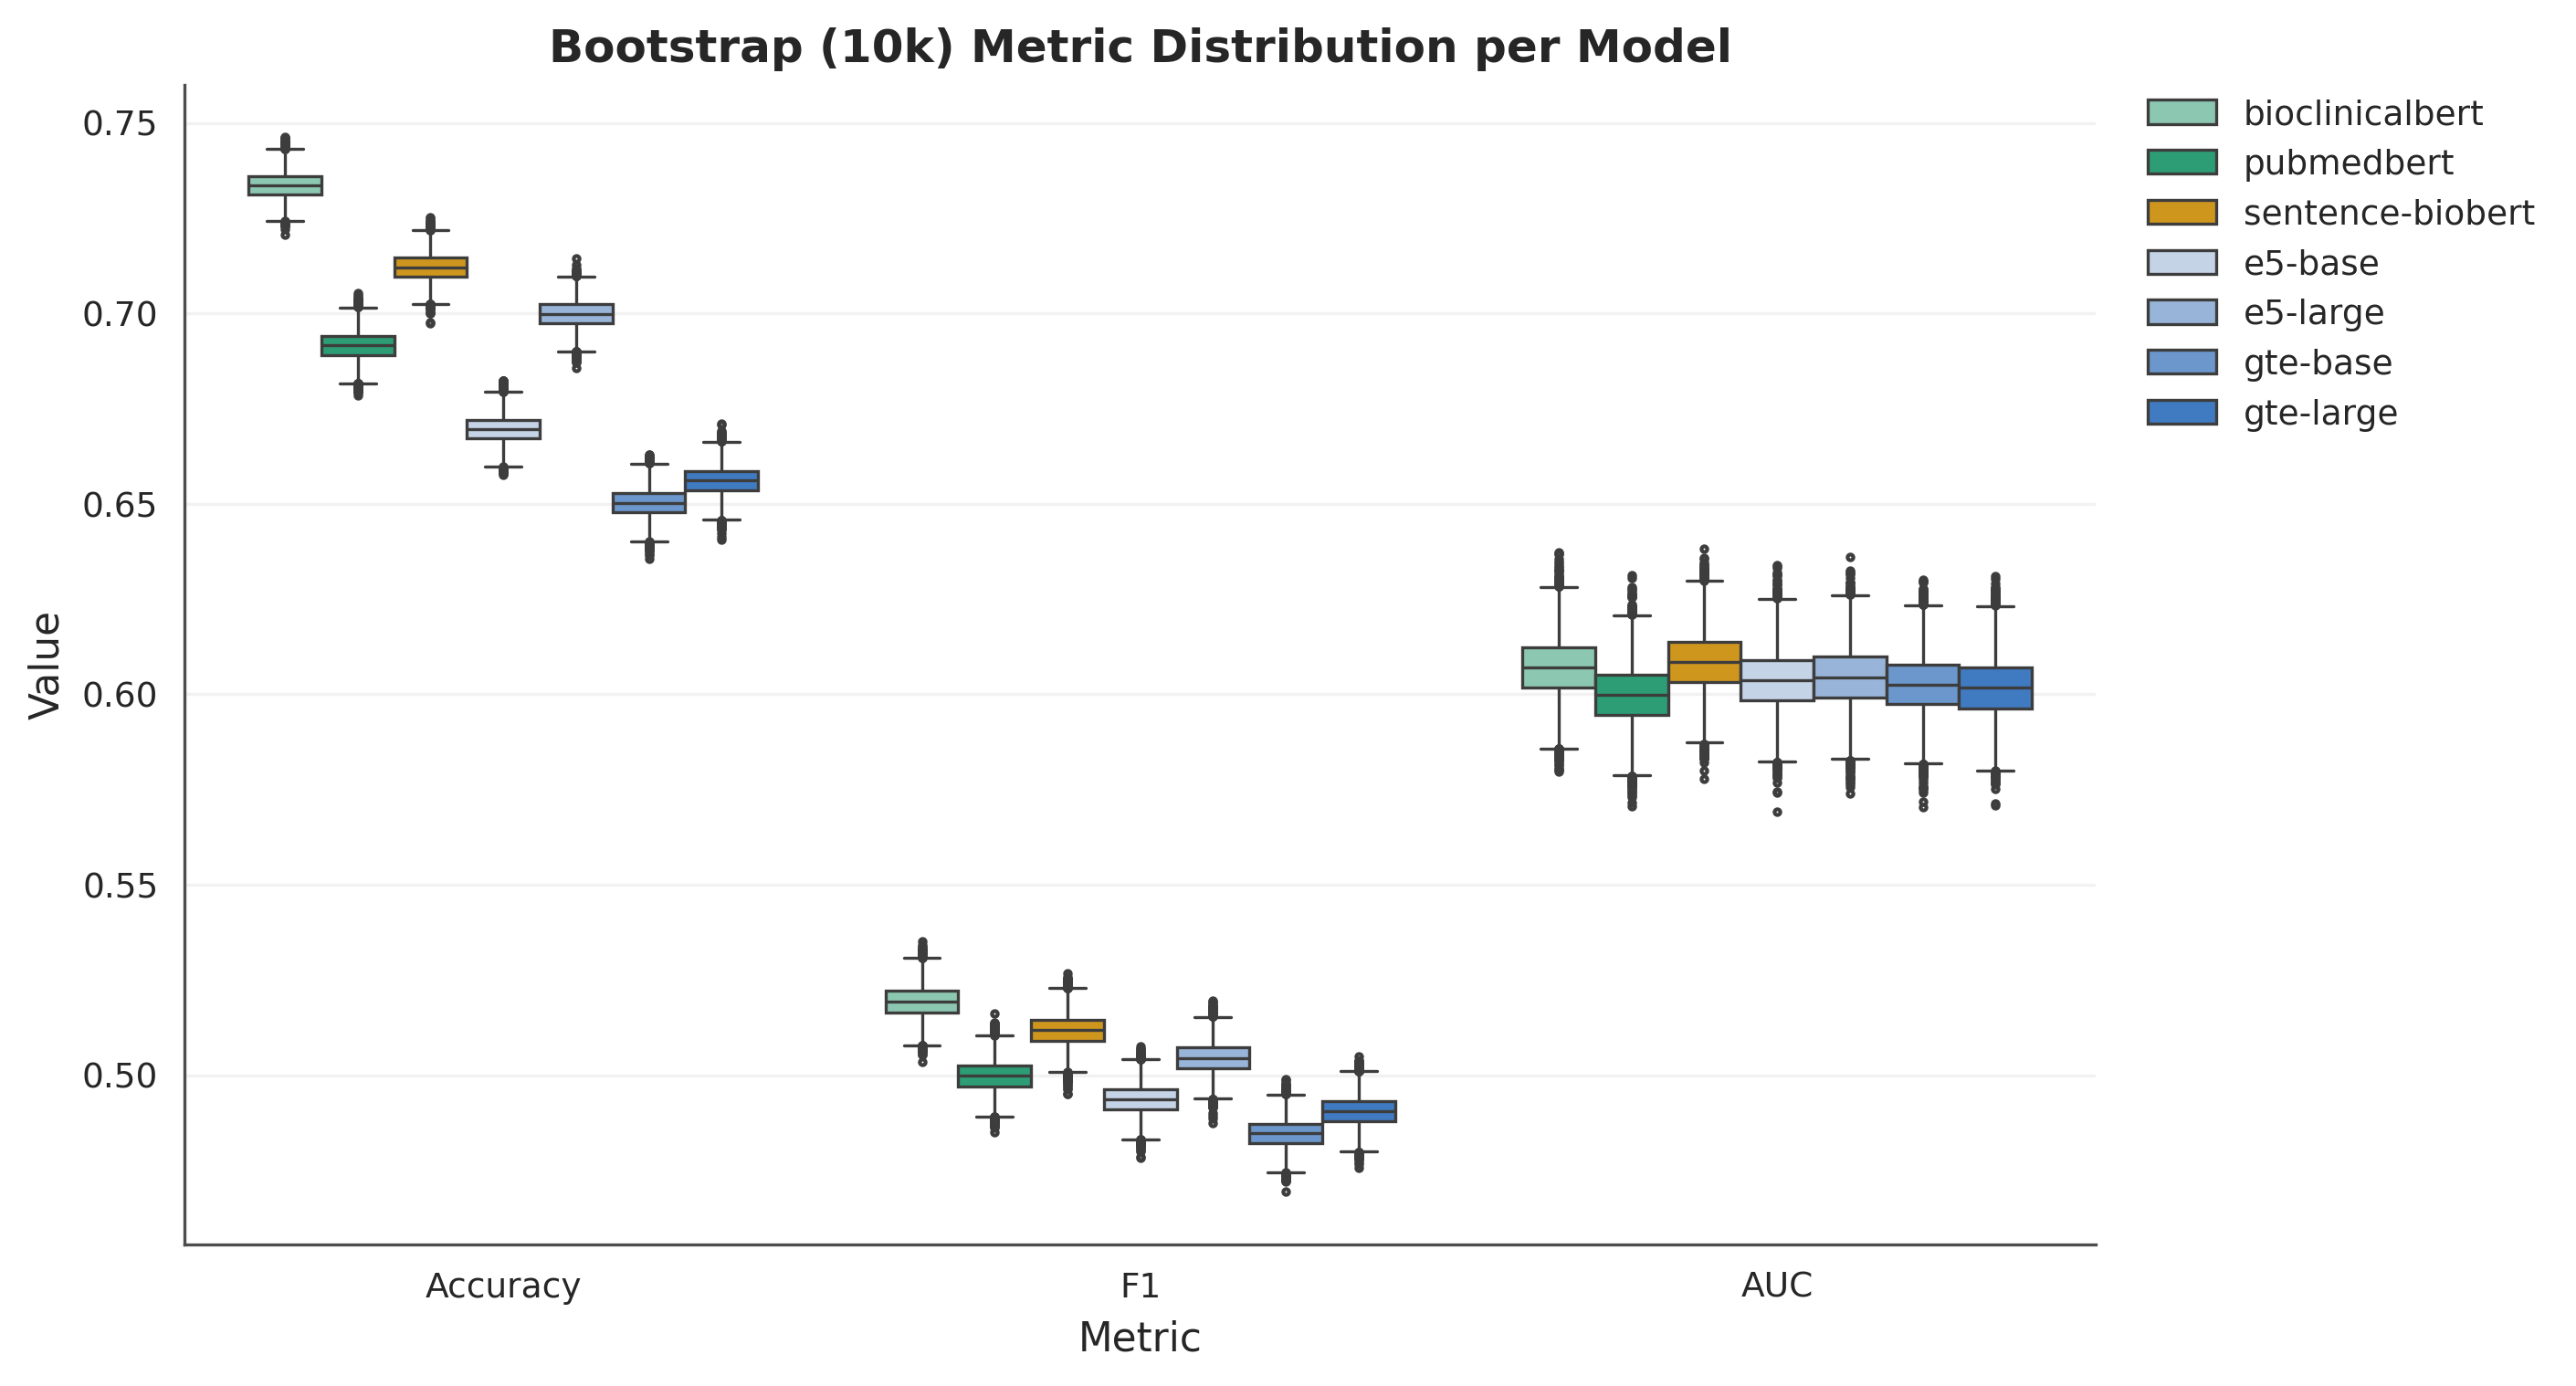 Bootstrap (10k) Metric Distribution per Model
Value
0.75
0.70
0.65
0.60
0.55
0.50
Accuracy
F1
AUC
Metric
bioclinicalbert
pubmedbert
sentence-biobert
e5-base
e5-large
gte-base
gte-large